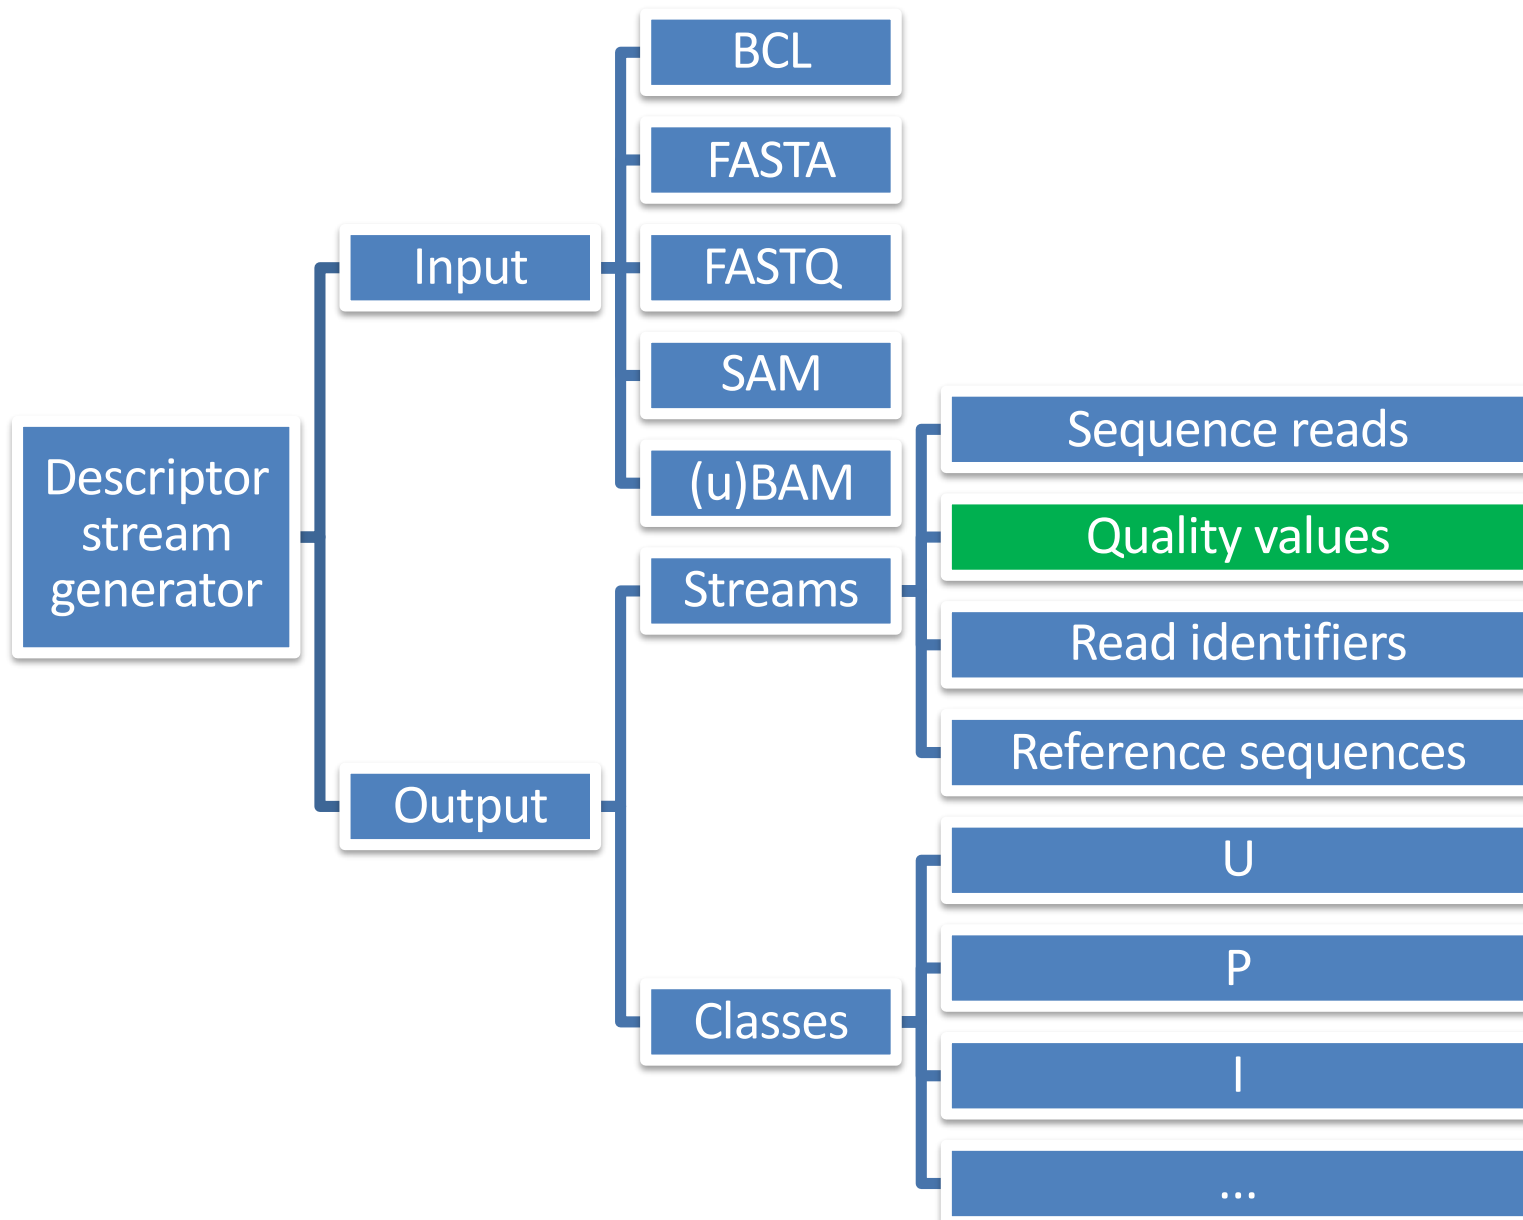 BCL
FASTA
FASTQ
SAM
(u)BAM
Input
Descriptor
stream
generator
Output
Streams
Classes
Sequence reads
Quality values
Read identifiers
Reference sequences
U
P
I
...